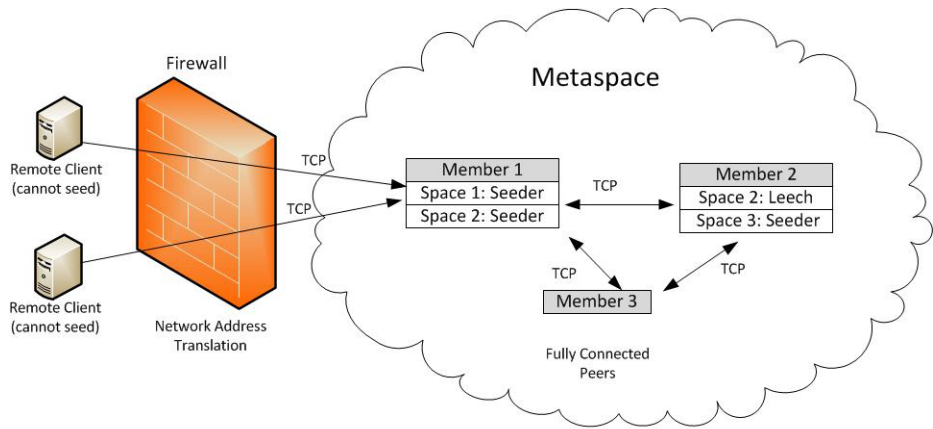 Firewall
Metaspace
Remote Client
(cannot seed)
TCP
Member 1
Space 1: Seeder
Space 2: Seeder
TCP
Member 2
Space 2: Leech
Space 3: Seeder
TCP
Remote Client
(cannot seed)
Network Address
Translation
TCP
TCP
Member 3
Fully Connected
Peers